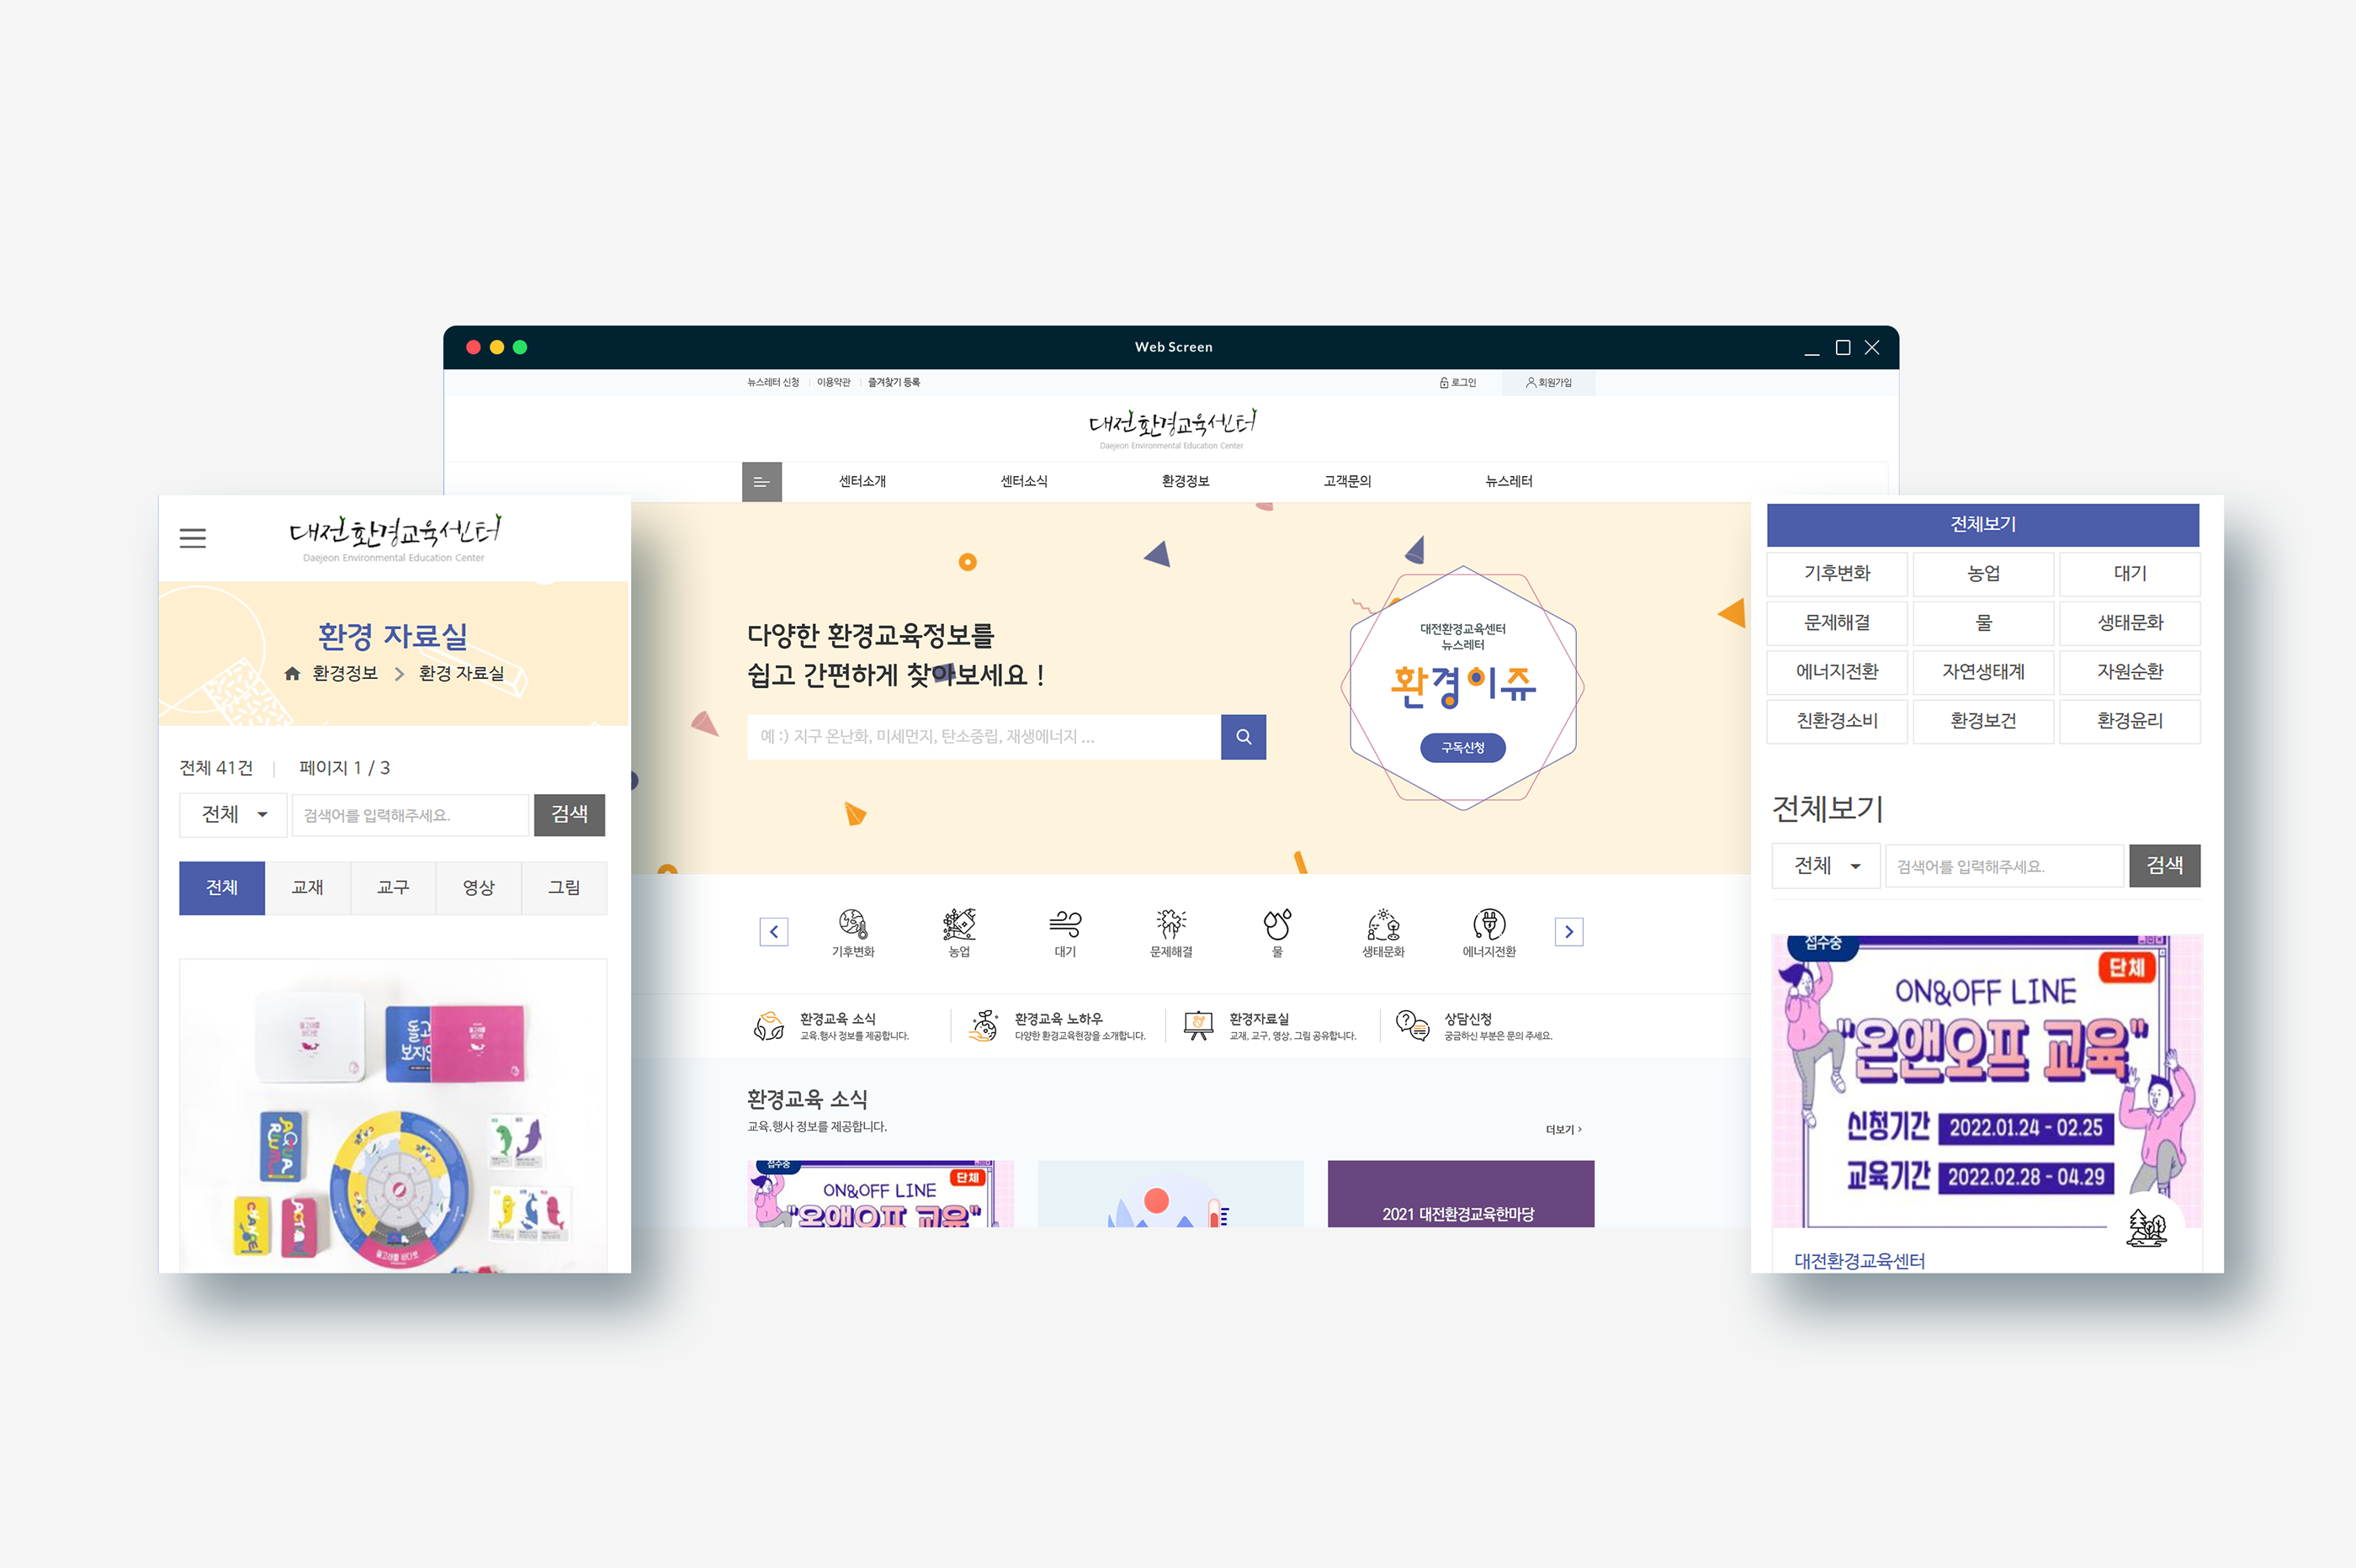 Web Screen
뉴스레터 신청
이용약관
즐겨찾기 등록
로그인
회원가입
대전환경교육센터
Daejeon Environmental Education Center
센터소개
센터소식
환경정보
고객문의
뉴스레터
다양한 환경교육정보를
쉽고 간편하게 찾아보세요 !
예 :) 지구 온난화, 미세먼지, 탄소중립, 재생에너지 ...
대전환경교육센터
뉴스레터
환경이쥬
구독신청
기후변화
농업
대기
문제해결
물
생태문화
에너지전환
환경교육 소식
교육.행사 정보를 제공합니다.
환경교육 노하우
다양한 환경교육현장을 소개합니다.
환경자료실
교재, 교구, 영상, 그림 공유합니다.
상담신청
궁금하신 부분은 문의 주세요.
환경교육 소식
교육.행사 정보를 제공합니다.
더보기
접수중
단체
ON&OFF LINE
"온앤오프 교육"
2021 대전환경교육한마당
대전환경교육센터
Daejeon Environmental Education Center
환경 자료실
환경정보 > 환경 자료실
전체 41건 | 페이지 1 / 3
전체
검색어를 입력해주세요.
검색
전체
교재
교구
영상
그림
전체보기
기후변화
농업
대기
문제해결
물
생태문화
에너지전환
자연생태계
자원순환
친환경소비
환경보건
환경윤리
전체보기
전체
검색어를 입력해주세요.
검색
접수중
단체
ON&OFF LINE
"온앤오프 교육"
신청기간 2022.01.24 - 02.25
교육기간 2022.02.28 - 04.29
대전환경교육센터